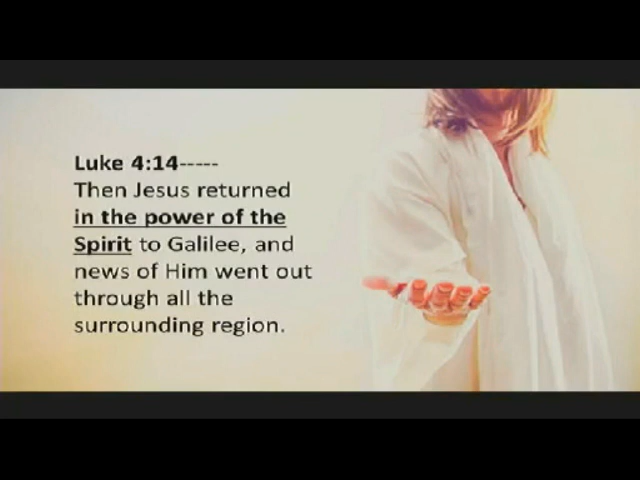 Luke 4:14-----
Then Jesus returned
in the power of the
Spirit to Galilee, and
news of Him went out
through all the
surrounding region.